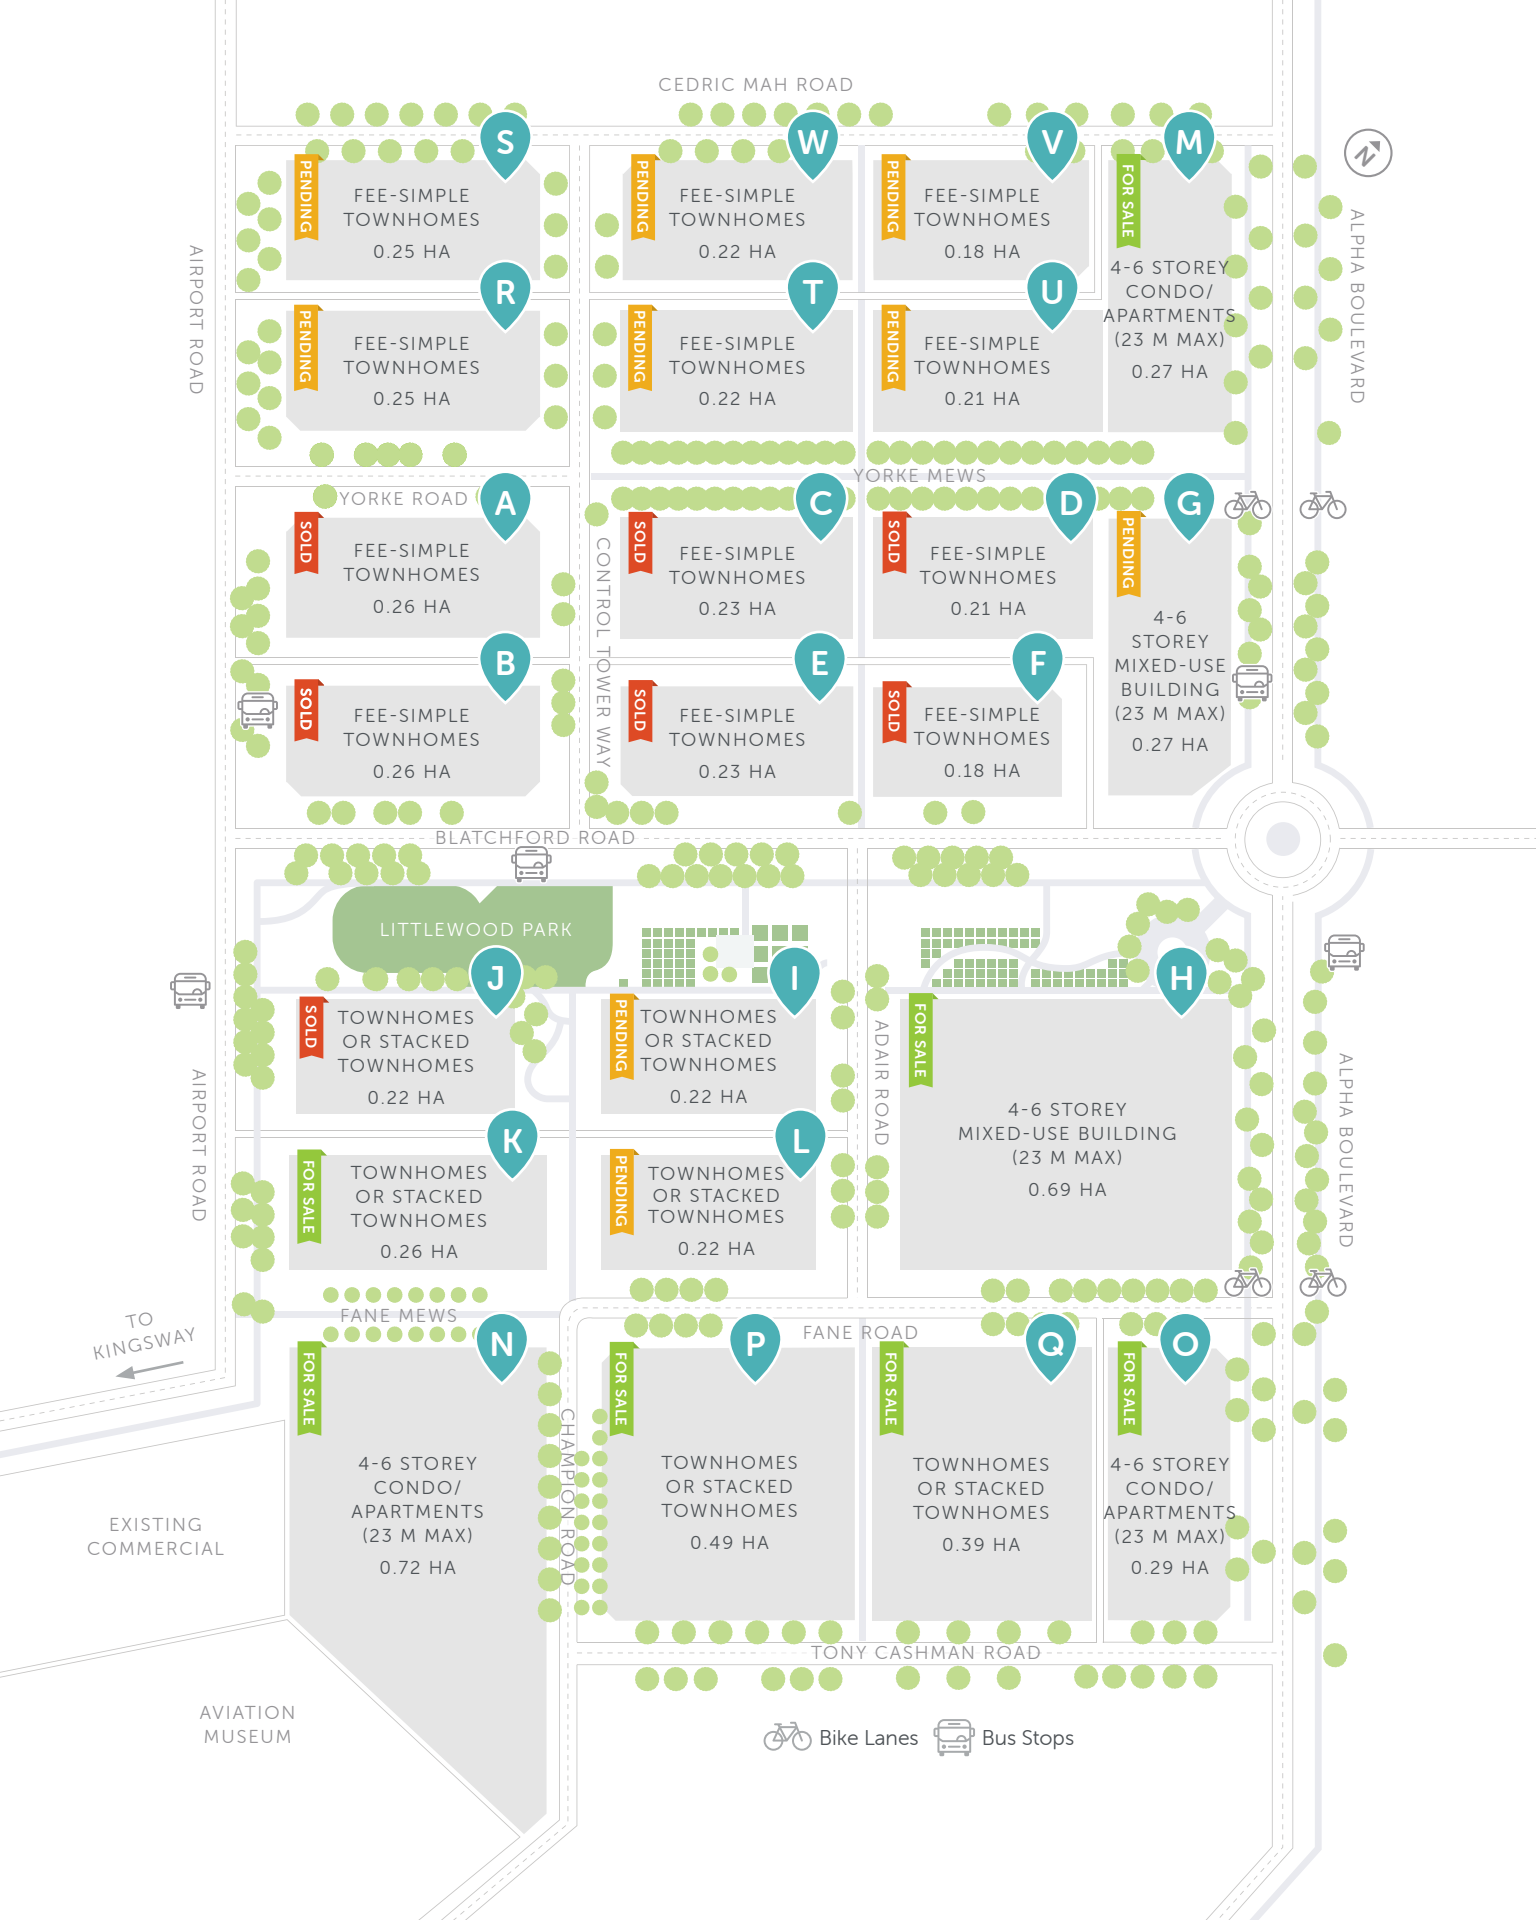 CEDRIC MAH ROAD
S
PENDING
FEE-SIMPLE
TOWNHOMES
0.25 HA
W
PENDING
FEE-SIMPLE
TOWNHOMES
0.22 HA
V
PENDING
FEE-SIMPLE
TOWNHOMES
0.18 HA
M
FOR SALE
4-6 STOREY
CONDO/
APARTMENTS
(23 M MAX)
0.27 HA
N
AIRPORT ROAD
ALPHA BOULEVARD
R
PENDING
FEE-SIMPLE
TOWNHOMES
0.25 HA
T
PENDING
FEE-SIMPLE
TOWNHOMES
0.22 HA
U
PENDING
FEE-SIMPLE
TOWNHOMES
0.21 HA
YORKE MEWS
YORKE ROAD
A
SOLD
FEE-SIMPLE
TOWNHOMES
0.26 HA
CONTROL TOWER WAY
C
SOLD
FEE-SIMPLE
TOWNHOMES
0.23 HA
D
SOLD
FEE-SIMPLE
TOWNHOMES
0.21 HA
G
PENDING
4-6
STOREY
MIXED-USE
BUILDING
(23 M MAX)
0.27 HA
B
SOLD
FEE-SIMPLE
TOWNHOMES
0.26 HA
E
SOLD
FEE-SIMPLE
TOWNHOMES
0.23 HA
F
SOLD
FEE-SIMPLE
TOWNHOMES
0.18 HA
BLATCHFORD ROAD
LITTLEWOOD PARK
J
SOLD
TOWNHOMES
OR STACKED
TOWNHOMES
0.22 HA
I
PENDING
TOWNHOMES
OR STACKED
TOWNHOMES
0.22 HA
ADAIR ROAD
H
FOR SALE
4-6 STOREY
MIXED-USE BUILDING
(23 M MAX)
0.69 HA
AIRPORT ROAD
ALPHA BOULEVARD
K
FOR SALE
TOWNHOMES
OR STACKED
TOWNHOMES
0.26 HA
L
PENDING
TOWNHOMES
OR STACKED
TOWNHOMES
0.22 HA
FANE MEWS
TO
KINGSWAY
FANE ROAD
N
FOR SALE
4-6 STOREY
CONDO/
APARTMENTS
(23 M MAX)
0.72 HA
CHAMPION ROAD
P
FOR SALE
TOWNHOMES
OR STACKED
TOWNHOMES
0.49 HA
Q
FOR SALE
TOWNHOMES
OR STACKED
TOWNHOMES
0.39 HA
O
FOR SALE
4-6 STOREY
CONDO/
APARTMENTS
(23 M MAX)
0.29 HA
EXISTING
COMMERCIAL
TONY CASHMAN ROAD
AVIATION
MUSEUM
Bike Lanes
Bus Stops